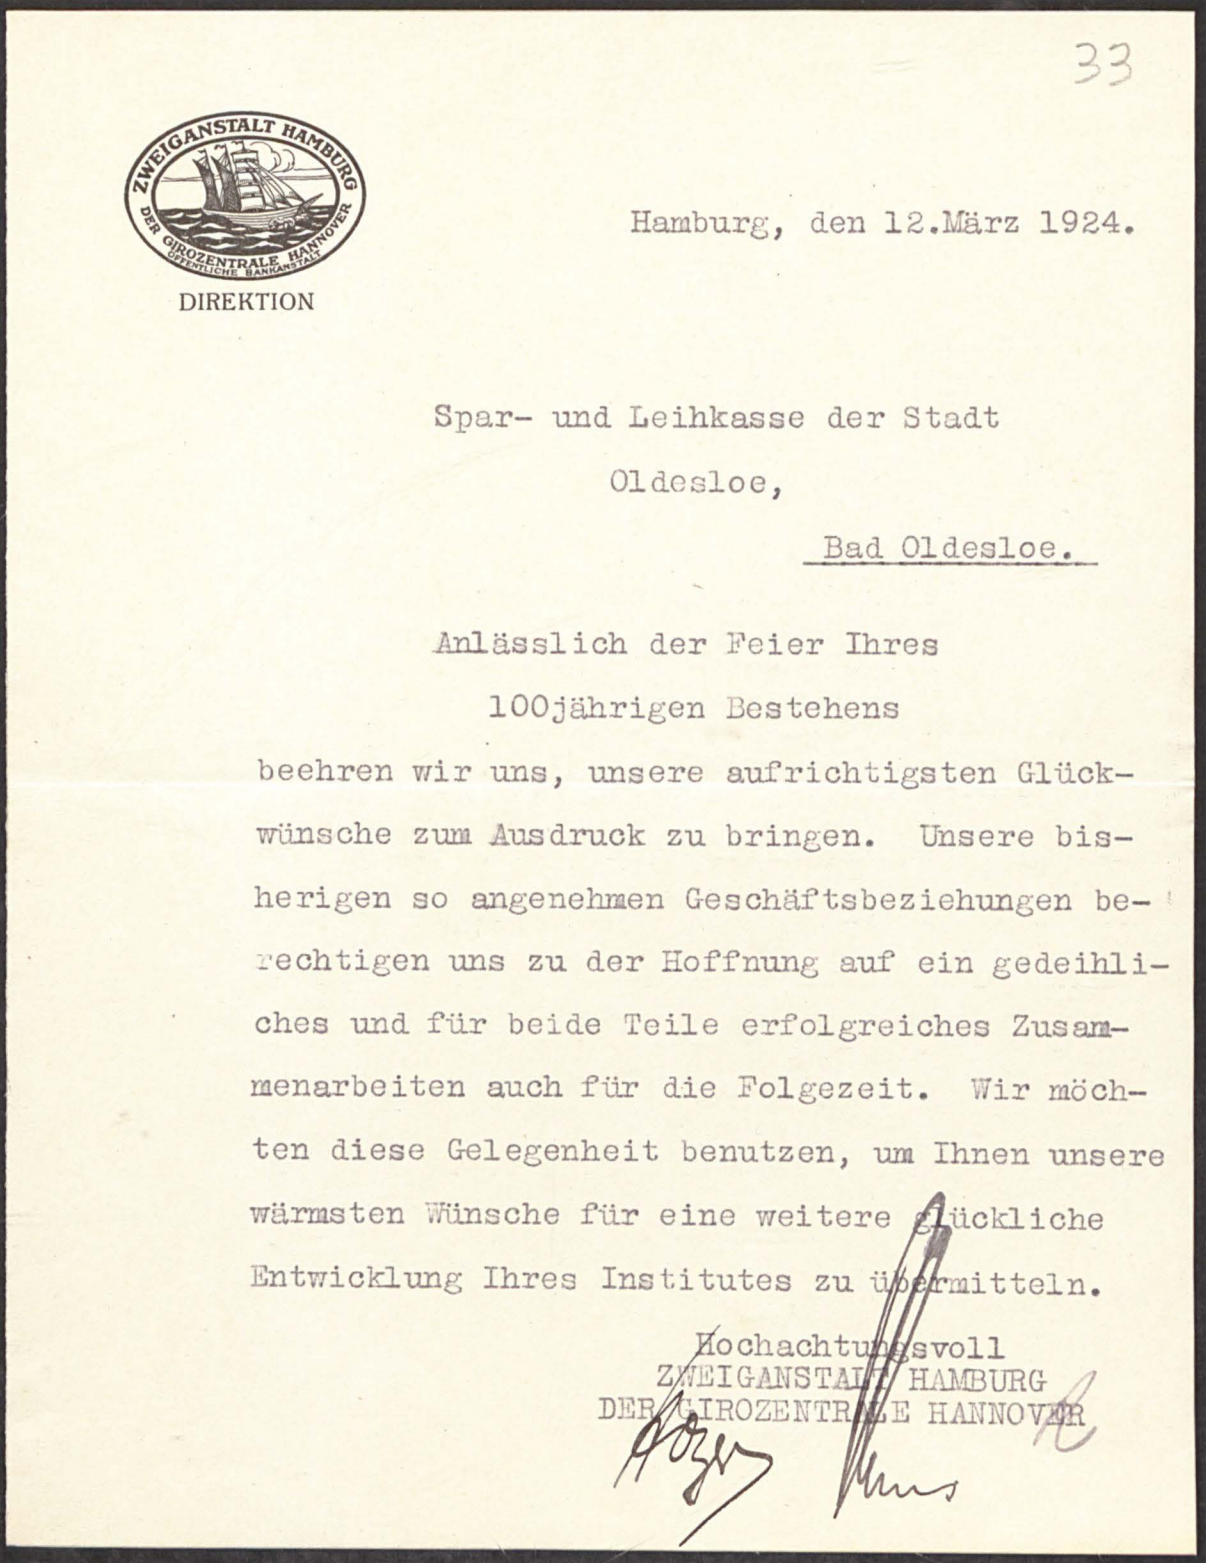 33
ZWEIGANSTALT HAMBURG
DER GIROZENTRALE HANNOVER
ÖFFENTLICHE BANKANSTALT
DIREKTION
Hamburg, den 12.März 1924.
Spar- und Leihkasse der Stadt
Oldesloe,
Bad Oldesloe.
Anlässlich der Feier Ihres
100jährigen Bestehens
beehren wir uns, unsere aufrichtigsten Glück-
wünsche zum Ausdruck zu bringen. Unsere bis-
herigen so angenehmen Geschäftsbeziehungen be-
rechtigen uns zu der Hoffnung auf ein gedeihli-
ches und für beide Teile erfolgreiches Zusam-
menarbeiten auch für die Folgezeit. Wir möch-
ten diese Gelegenheit benutzen, um Ihnen unsere
wärmsten Wünsche für eine weitere glückliche
Entwicklung Ihres Institutes zu übermitteln.
Hochachtungsvoll
ZWEIGANSTALT HAMBURG
DER GIROZENTRALE HANNOVER